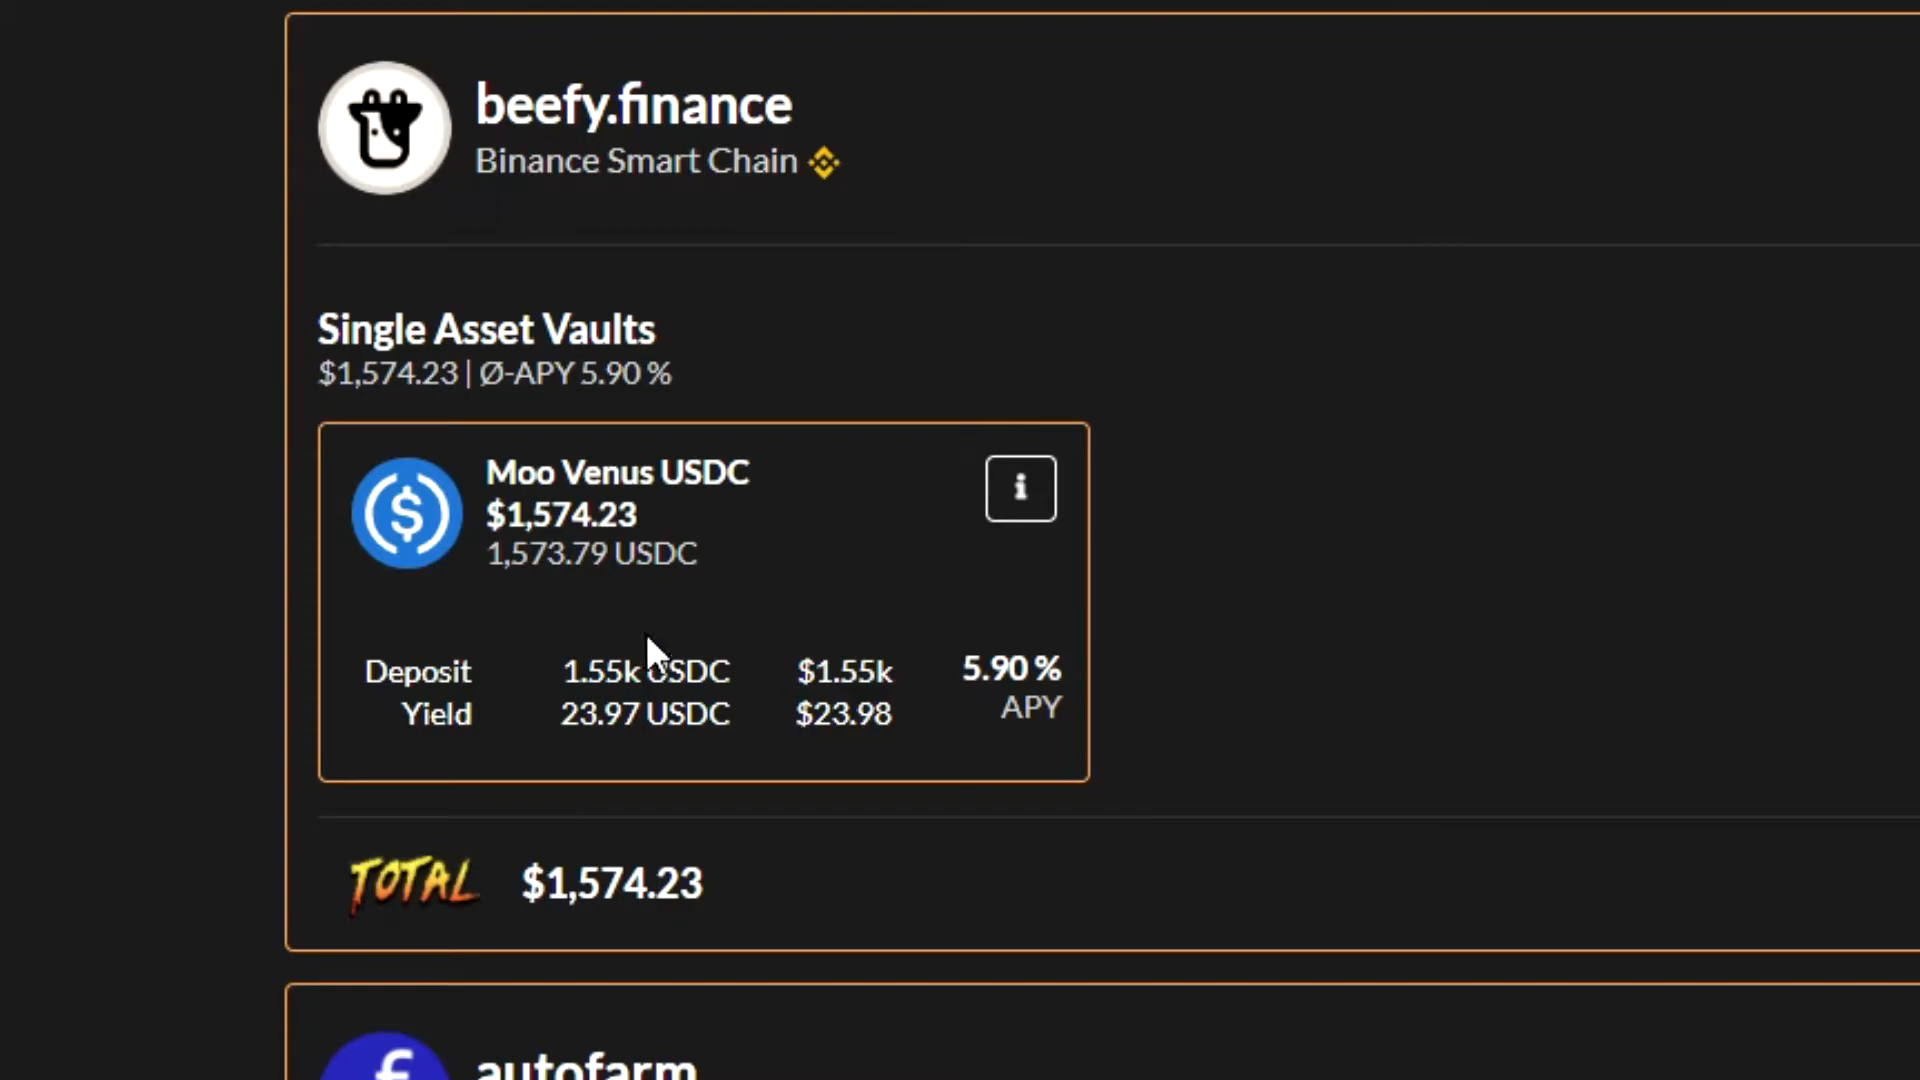 beefy.finance
Binance Smart Chain
Single Asset Vaults
$1,574.23 | Ø-APY 5.90 %
Moo Venus USDC
$1,574.23
i
1,573.79 USDC
Deposit 1.55k USDC $1.55k 5.90 %
Yield 23.97 USDC $23.98 APY
TOTAL $1,574.23
autofarm